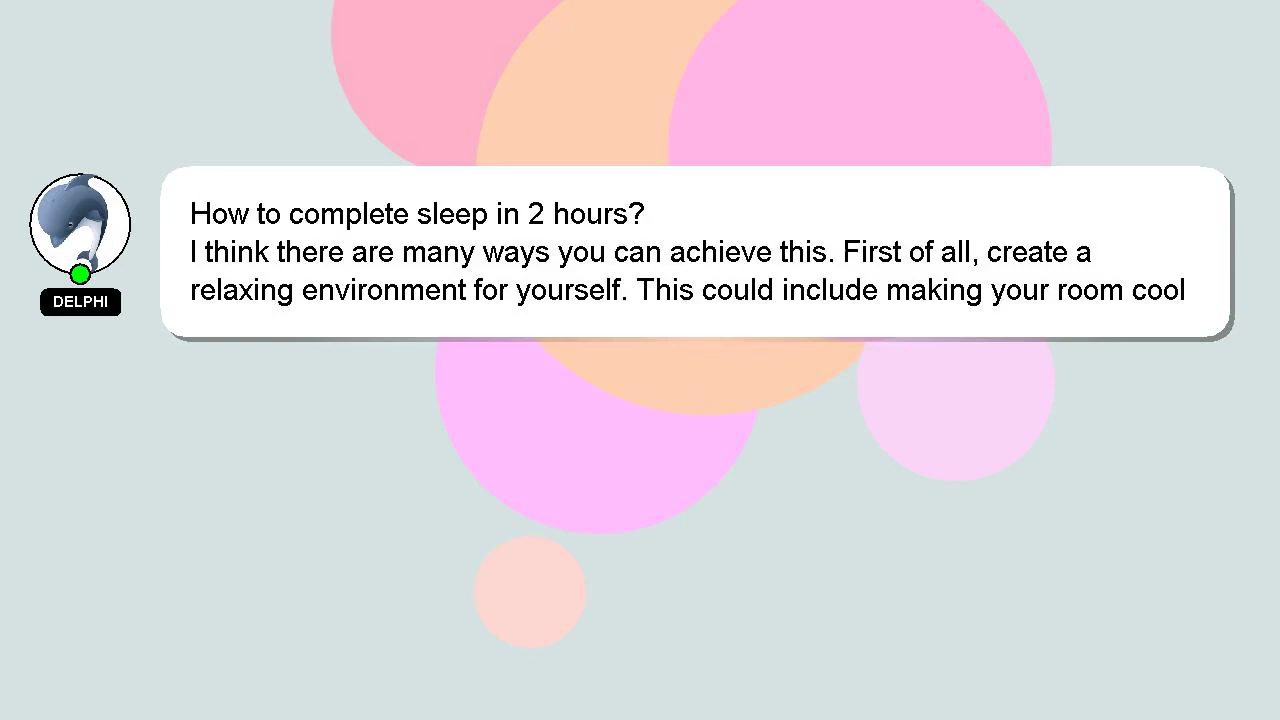 How to complete sleep in 2 hours?
I think there are many ways you can achieve this. First of all, create a
relaxing environment for yourself. This could include making your room cool
DELPHI